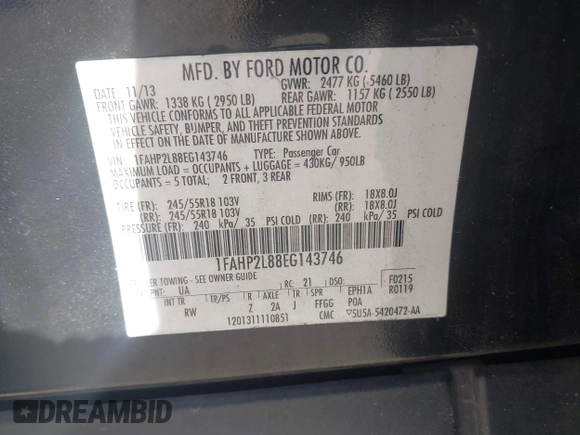 MFD. BY FORD MOTOR CO.
11/13 GVWR: 2477 KG ( 5460 LB)
FRONT GAWR: 1338 KG ( 2950 LB) REAR GAWR: 1157 KG ( 2550 LB)
THIS VEHICLE CONFORMS TO ALL APPLICABLE FEDERAL MOTOR
VEHICLE SAFETY, BUMPER, AND THEFT PREVENTION STANDARDS
IN EFFECT ON THE DATE OF MANUFACTURE SHOWN ABOVE.
VIN: 1FAHP2L88EG143746 TYPE: Passenger Car
MAXIMUM LOAD = OCCUPANTS + LUGGAGE = 430KG/ 950LB
OCCUPANTS = 5 TOTAL; 2 FRONT, 3 REAR
TIRE (FR): 245/55R18 103V RIMS (FR): 18X8.0J
(RR): 245/55R18 103V (RR): 18X8.0J
PRESSURE (FR): 240 kPa/ 35 PSI COLD (RR): 240 kPa/ 35 PSI COLD
1FAHP2L88EG143746
TOWING - SEE OWNER GUIDE
EXT PNT: UA RC: 21 DSO: F0215
INT TR TP/PS R AXLE TR SPR EPH1A R0119
RW Z 2A J FFGG POA
1201311110851 CMC ▽5U5A-5420472-AA
DREAMBID